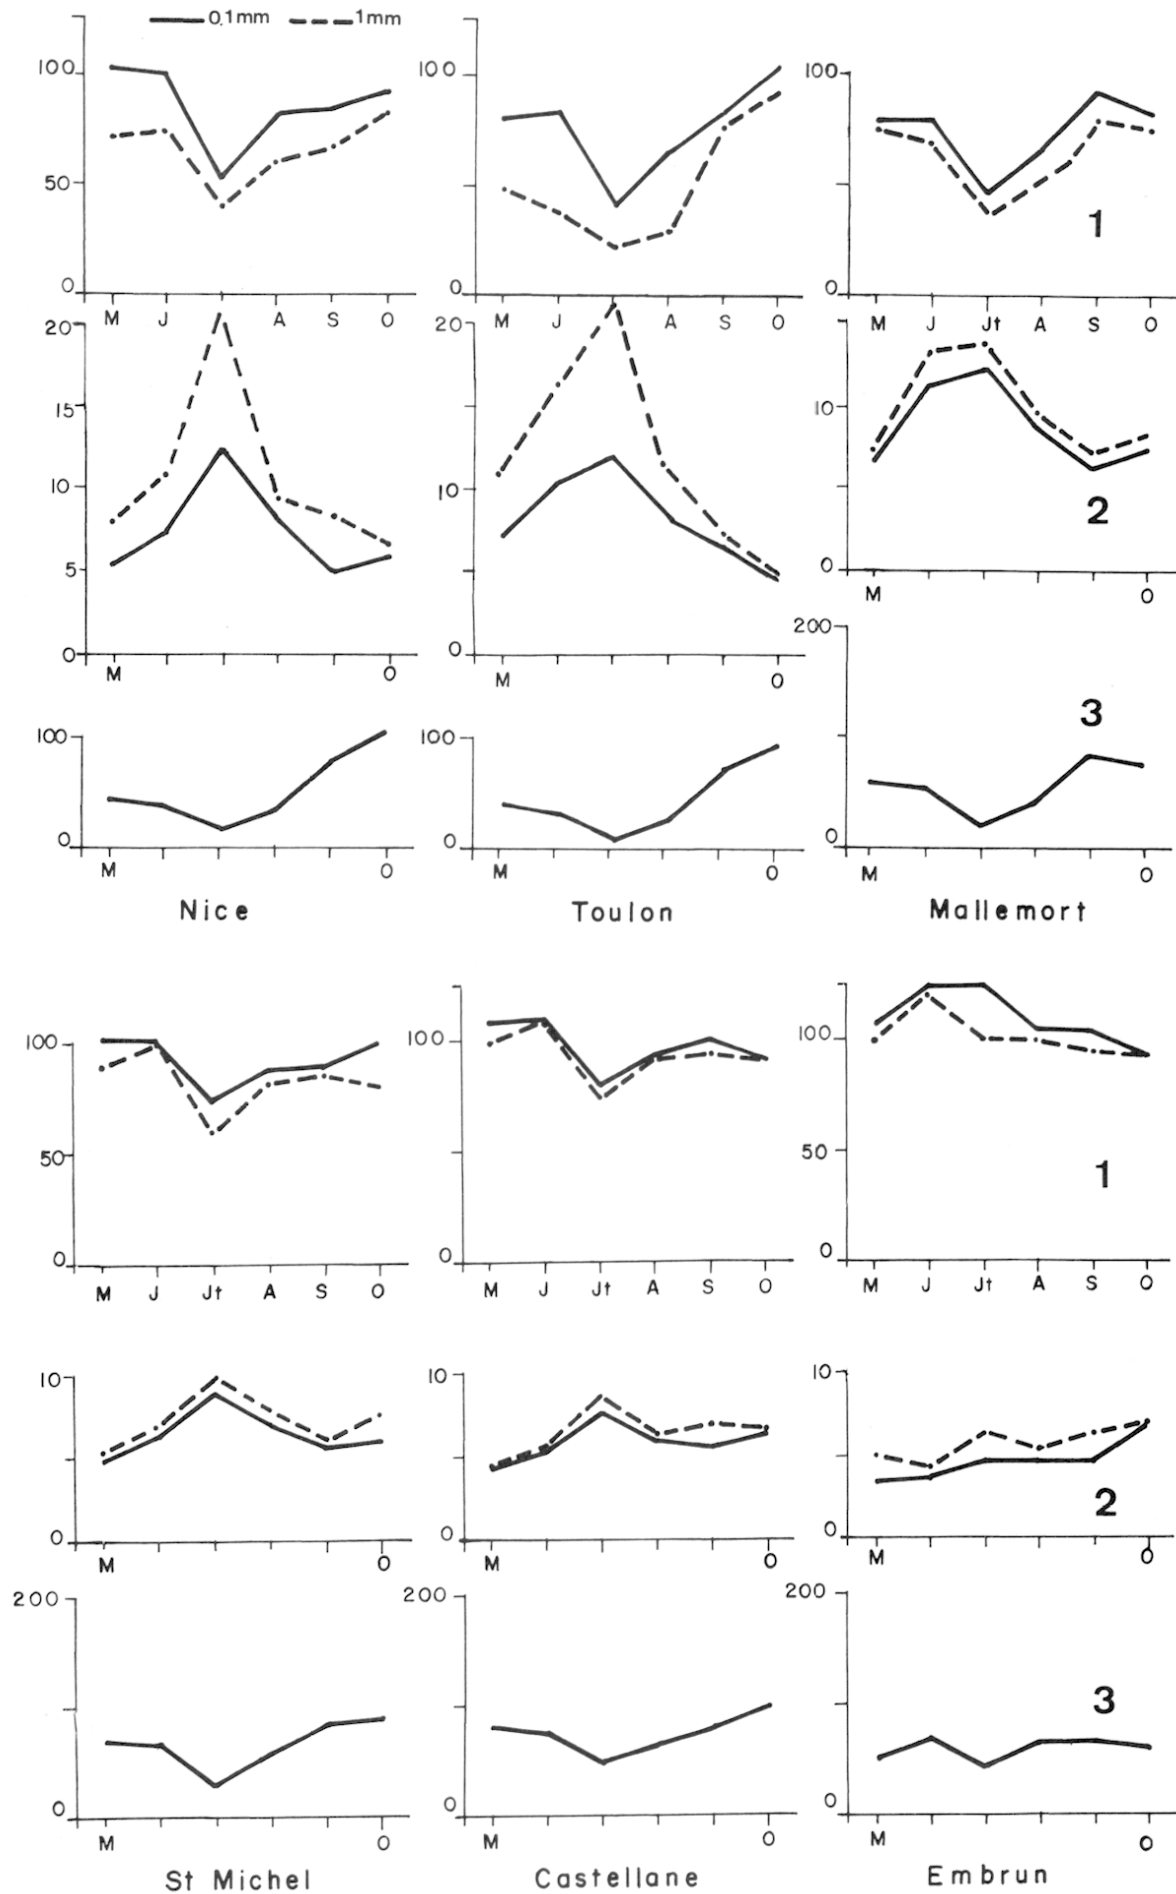 0,1mm 1mm
100 100 100
50
0 0 0
1
M J A S O M J A S O M J Jt A S O
20 20
15
10 10 10
5
0 0 0
2
M O M O M O
200
3
100 100
0 0 0
M O M O M O
Nice Toulon Mallemort
100 100 100
50 50
0 0 0
1
M J Jt A S O M J Jt A S O M J Jt A S O
10 10 10
0 0 0
2
M O M O M O
200 200 200
3
0 0 0
M O M O M O
St Michel Castellane Embrun